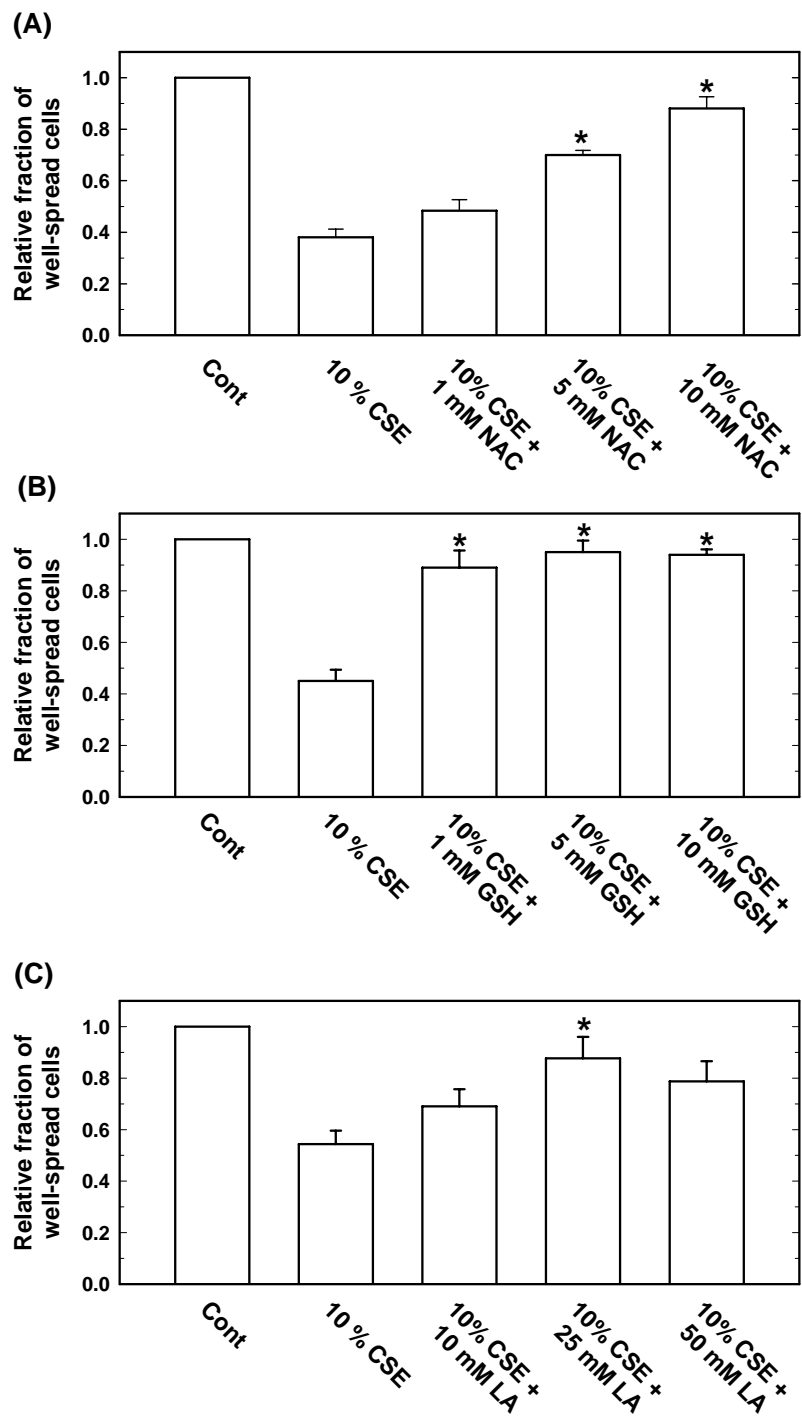 (A)
Relative fraction of
well-spread cells
1.0
0.8
0.6
0.4
0.2
0.0
*
*
Cont
10 % CSE
10% CSE +
1 mM NAC
10% CSE +
5 mM NAC
10% CSE +
10 mM NAC
(B)
Relative fraction of
well-spread cells
1.0
0.8
0.6
0.4
0.2
0.0
*
*
*
Cont
10 % CSE
10% CSE +
1 mM GSH
10% CSE +
5 mM GSH
10% CSE +
10 mM GSH
(C)
Relative fraction of
well-spread cells
1.0
0.8
0.6
0.4
0.2
0.0
*
Cont
10 % CSE
10% CSE +
10 mM LA
10% CSE +
25 mM LA
10% CSE +
50 mM LA